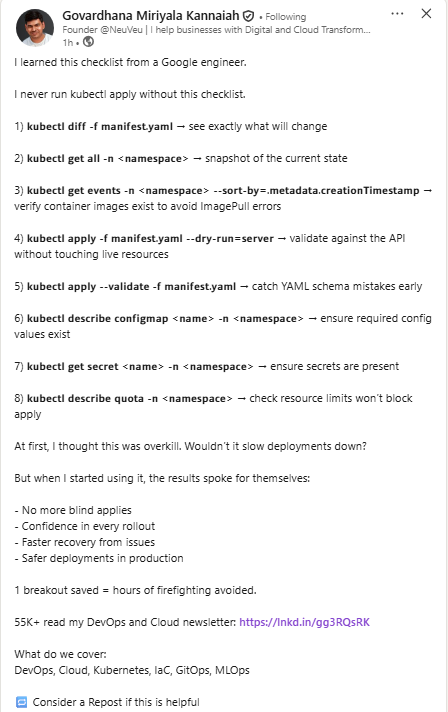 Govardhana Miriyala Kannaiah • Following
Founder @NeuVeu | I help businesses with Digital and Cloud Transform...
1h •
I learned this checklist from a Google engineer.
I never run kubectl apply without this checklist.
1) kubectl diff -f manifest.yaml → see exactly what will change
2) kubectl get all -n <namespace> → snapshot of the current state
3) kubectl get events -n <namespace> --sort-by=.metadata.creationTimestamp →
verify container images exist to avoid ImagePull errors
4) kubectl apply -f manifest.yaml --dry-run=server → validate against the API
without touching live resources
5) kubectl apply --validate -f manifest.yaml → catch YAML schema mistakes early
6) kubectl describe configmap <name> -n <namespace> → ensure required config
values exist
7) kubectl get secret <name> -n <namespace> → ensure secrets are present
8) kubectl describe quota -n <namespace> → check resource limits won't block
apply
At first, I thought this was overkill. Wouldn't it slow deployments down?
But when I started using it, the results spoke for themselves:
- No more blind applies
- Confidence in every rollout
- Faster recovery from issues
- Safer deployments in production
1 breakout saved = hours of firefighting avoided.
55K+ read my DevOps and Cloud newsletter: https://lnkd.in/gg3RQsRK
What do we cover:
DevOps, Cloud, Kubernetes, IaC, GitOps, MLOps
🔁 Consider a Repost if this is helpful